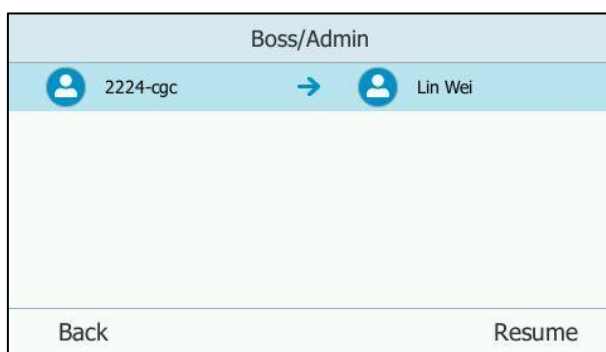 Boss/Admin
2224-cgc → Lin Wei
Back Resume